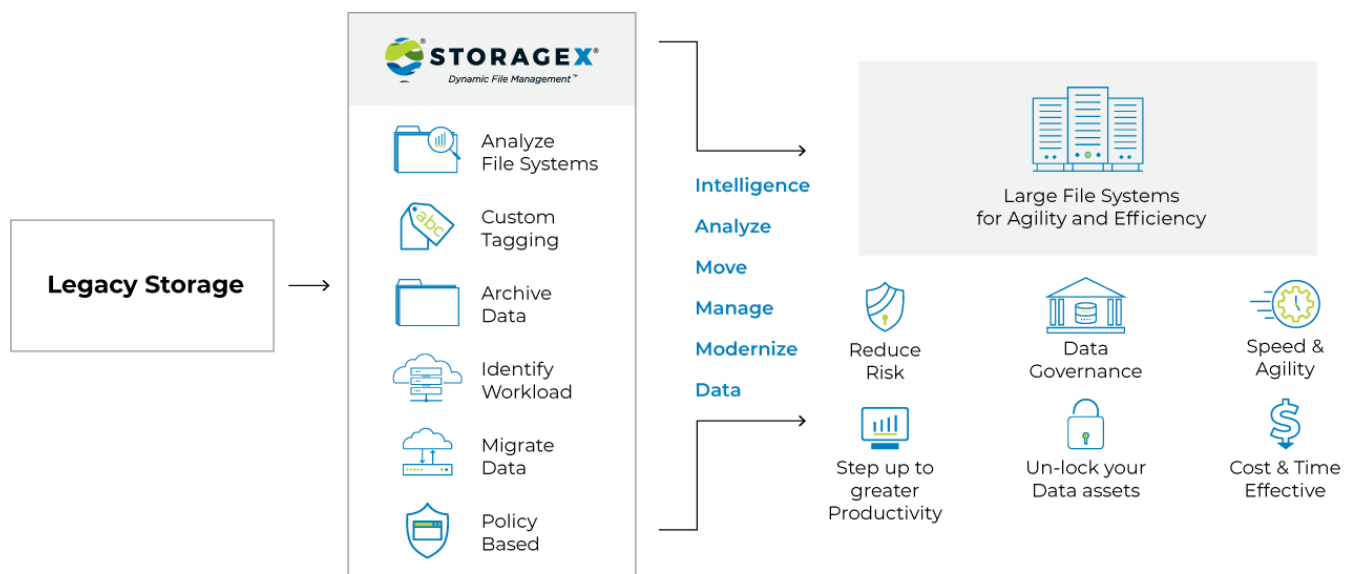 Legacy Storage
STORAGEX®
®
Dynamic File Management™
Analyze
File Systems
abc
Custom
Tagging
Archive
Data
Identify
Workload
Migrate
Data
Policy
Based
Intelligence
Analyze
Move
Manage
Modernize
Data
Large File Systems
for Agility and Efficiency
Reduce
Risk
Data
Governance
Speed &
Agility
Step up to
greater
Productivity
Un-lock your
Data assets
Cost & Time
Effective